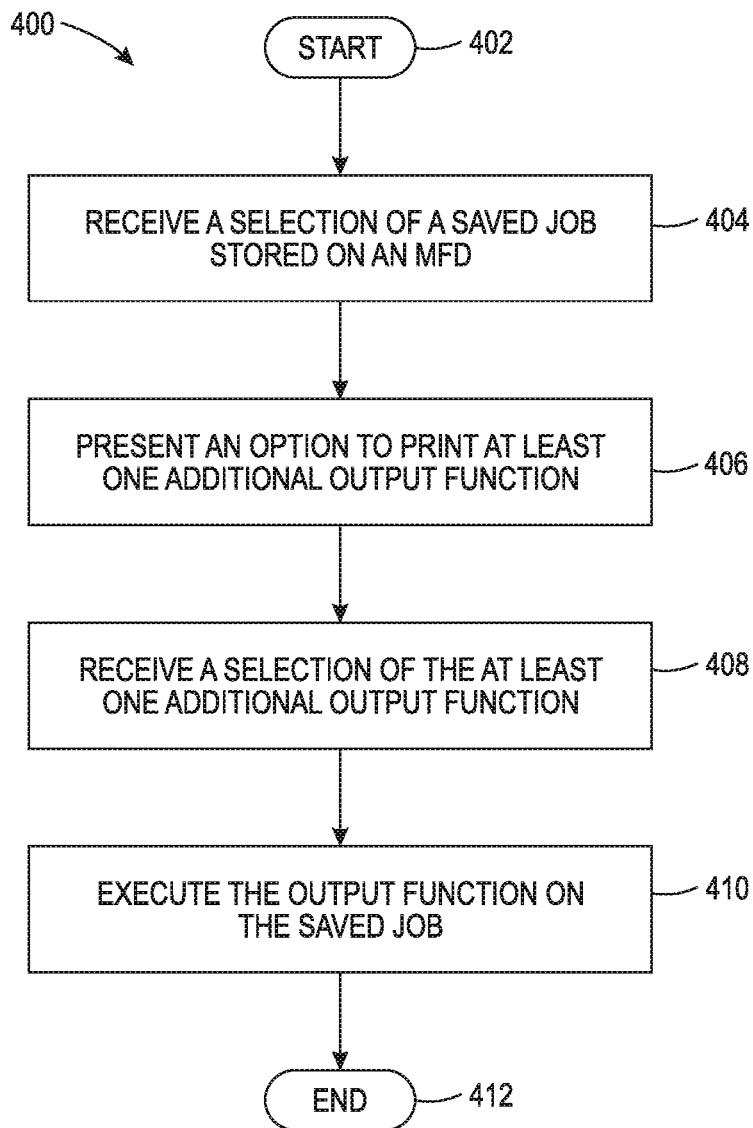 400
START
402
RECEIVE A SELECTION OF A SAVED JOB
STORED ON AN MFD
404
PRESENT AN OPTION TO PRINT AT LEAST
ONE ADDITIONAL OUTPUT FUNCTION
406
RECEIVE A SELECTION OF THE AT LEAST
ONE ADDITIONAL OUTPUT FUNCTION
408
EXECUTE THE OUTPUT FUNCTION ON
THE SAVED JOB
410
END
412